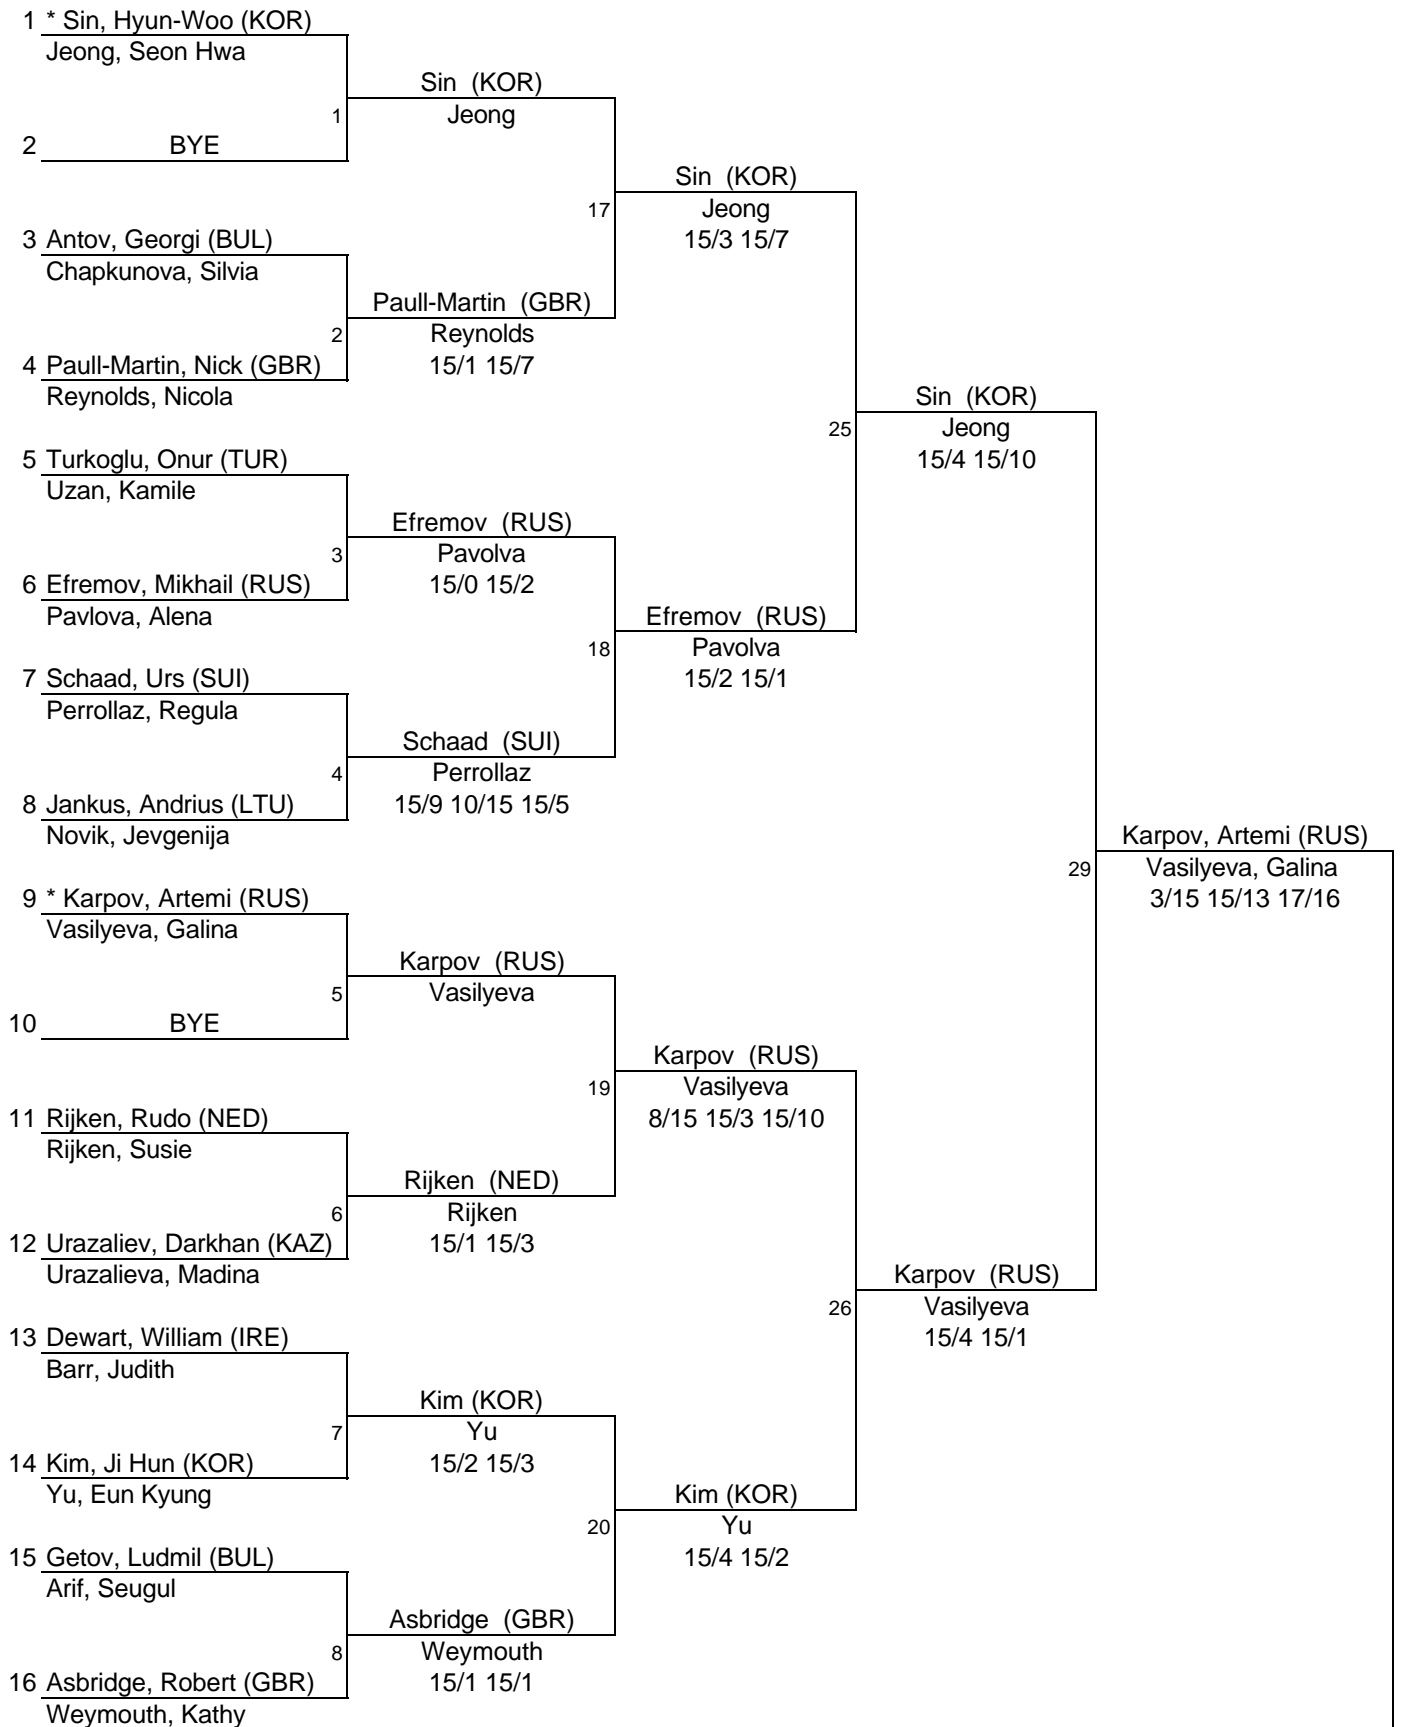 1 * Sin, Hyun-Woo (KOR)
Jeong, Seon Hwa
Sin (KOR)
1 Jeong
2 BYE
Sin (KOR)
17 Jeong
15/3 15/7
3 Antov, Georgi (BUL)
Chapkunova, Silvia
Paull-Martin (GBR)
2 Reynolds
15/1 15/7
4 Paull-Martin, Nick (GBR)
Reynolds, Nicola
Sin (KOR)
25 Jeong
15/4 15/10
5 Turkoglu, Onur (TUR)
Uzan, Kamile
Efremov (RUS)
3 Pavolva
15/0 15/2
6 Efremov, Mikhail (RUS)
Pavlova, Alena
Efremov (RUS)
18 Pavolva
15/2 15/1
7 Schaad, Urs (SUI)
Perrollaz, Regula
Schaad (SUI)
4 Perrollaz
15/9 10/15 15/5
8 Jankus, Andrius (LTU)
Novik, Jevgenija
Karpov, Artemi (RUS)
29 Vasilyeva, Galina
3/15 15/13 17/16
9 * Karpov, Artemi (RUS)
Vasilyeva, Galina
Karpov (RUS)
5 Vasilyeva
10 BYE
Karpov (RUS)
19 Vasilyeva
8/15 15/3 15/10
11 Rijken, Rudo (NED)
Rijken, Susie
Rijken (NED)
6 Rijken
15/1 15/3
12 Urazaliev, Darkhan (KAZ)
Urazalieva, Madina
Karpov (RUS)
26 Vasilyeva
15/4 15/1
13 Dewart, William (IRE)
Barr, Judith
Kim (KOR)
7 Yu
15/2 15/3
14 Kim, Ji Hun (KOR)
Yu, Eun Kyung
Kim (KOR)
20 Yu
15/4 15/2
15 Getov, Ludmil (BUL)
Arif, Seugul
Asbridge (GBR)
8 Weymouth
15/1 15/1
16 Asbridge, Robert (GBR)
Weymouth, Kathy